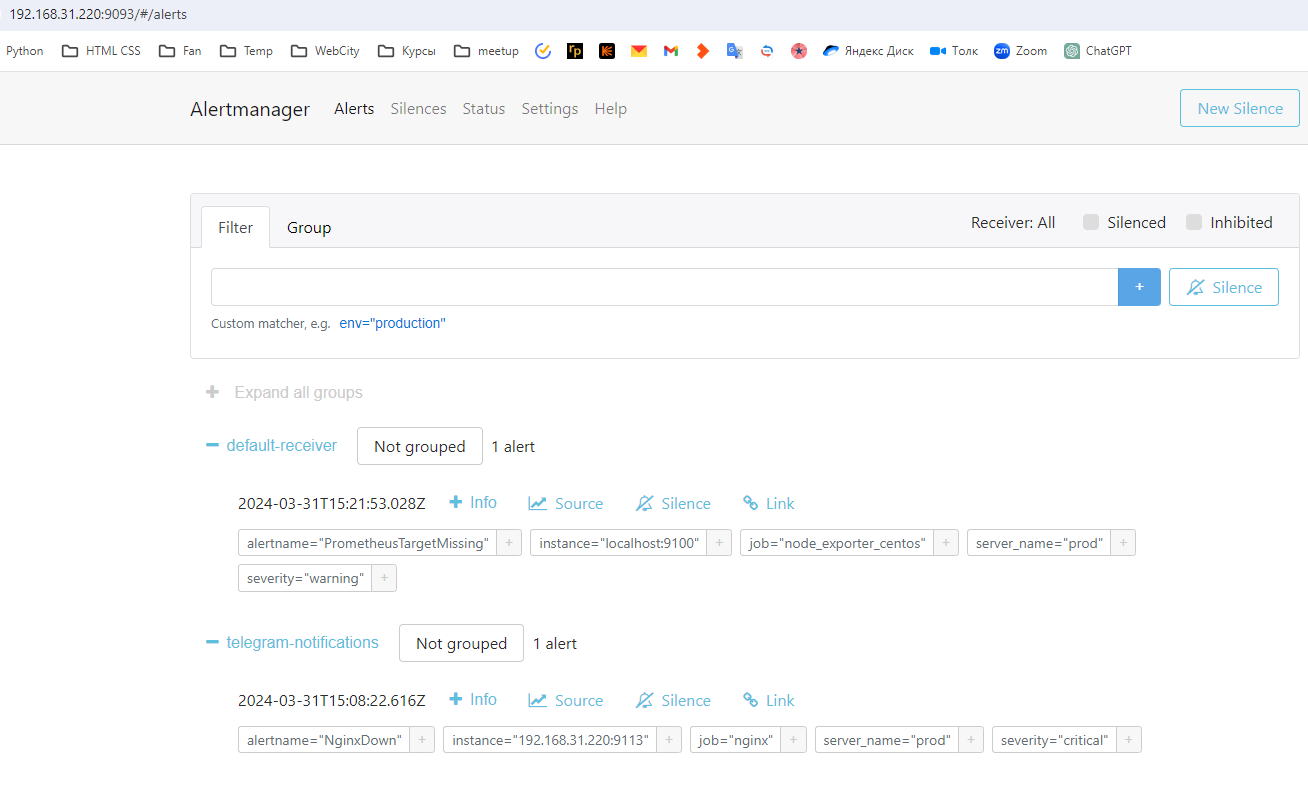 192.168.31.220:9093/#/alerts
Python HTML CSS Fan Temp WebCity Курсы meetup rp Яндекс Диск Толк zm Zoom ChatGPT
Alertmanager Alerts Silences Status Settings Help New Silence
Filter Group Receiver: All Silenced Inhibited
+ Silence
Custom matcher, e.g. env="production"
+ Expand all groups
− default-receiver Not grouped 1 alert
2024-03-31T15:21:53.028Z + Info Source Silence Link
alertname="PrometheusTargetMissing" + instance="localhost:9100" + job="node_exporter_centos" + server_name="prod" +
severity="warning" +
− telegram-notifications Not grouped 1 alert
2024-03-31T15:08:22.616Z + Info Source Silence Link
alertname="NginxDown" + instance="192.168.31.220:9113" + job="nginx" + server_name="prod" + severity="critical" +